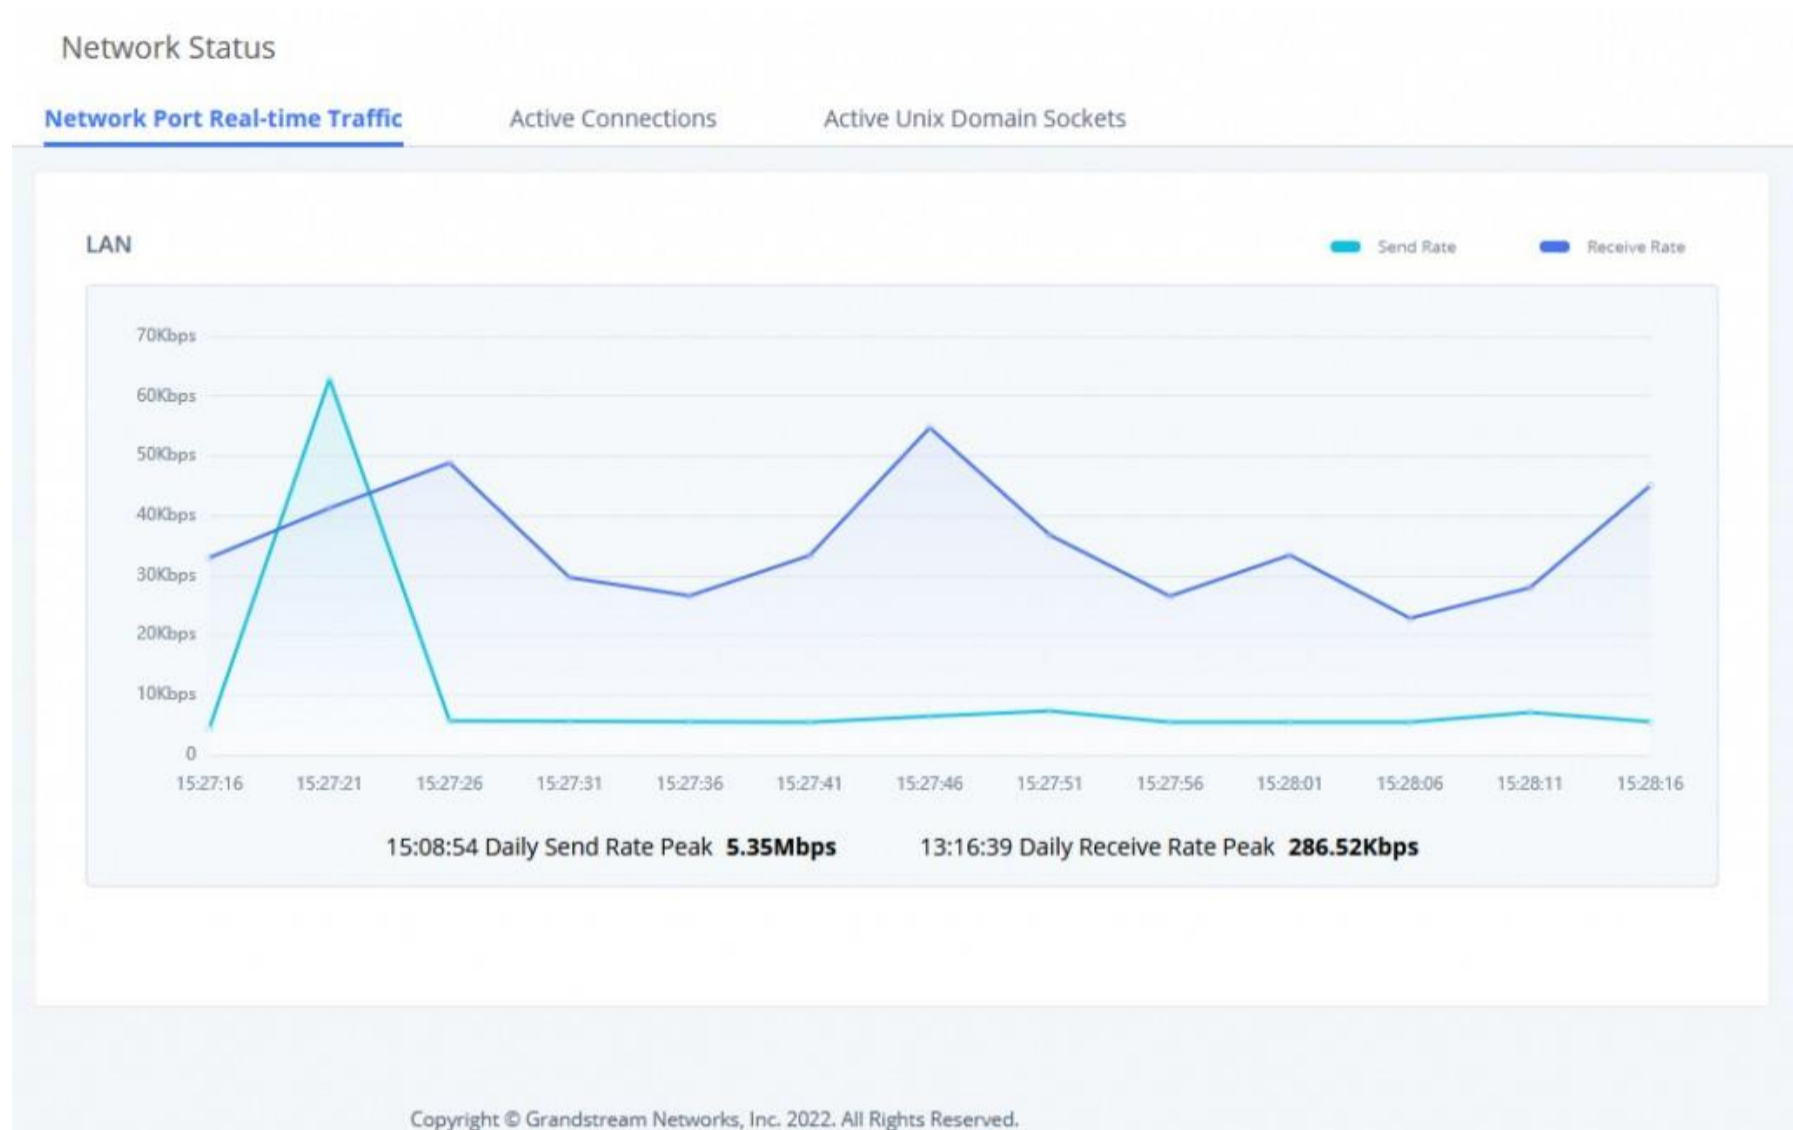 Network Status
Network Port Real-time Traffic Active Connections Active Unix Domain Sockets
LAN Send Rate Receive Rate
70Kbps
60Kbps
50Kbps
40Kbps
30Kbps
20Kbps
10Kbps
0
15:27:16 15:27:21 15:27:26 15:27:31 15:27:36 15:27:41 15:27:46 15:27:51 15:27:56 15:28:01 15:28:06 15:28:11 15:28:16
15:08:54 Daily Send Rate Peak 5.35Mbps 13:16:39 Daily Receive Rate Peak 286.52Kbps
Copyright © Grandstream Networks, Inc. 2022. All Rights Reserved.